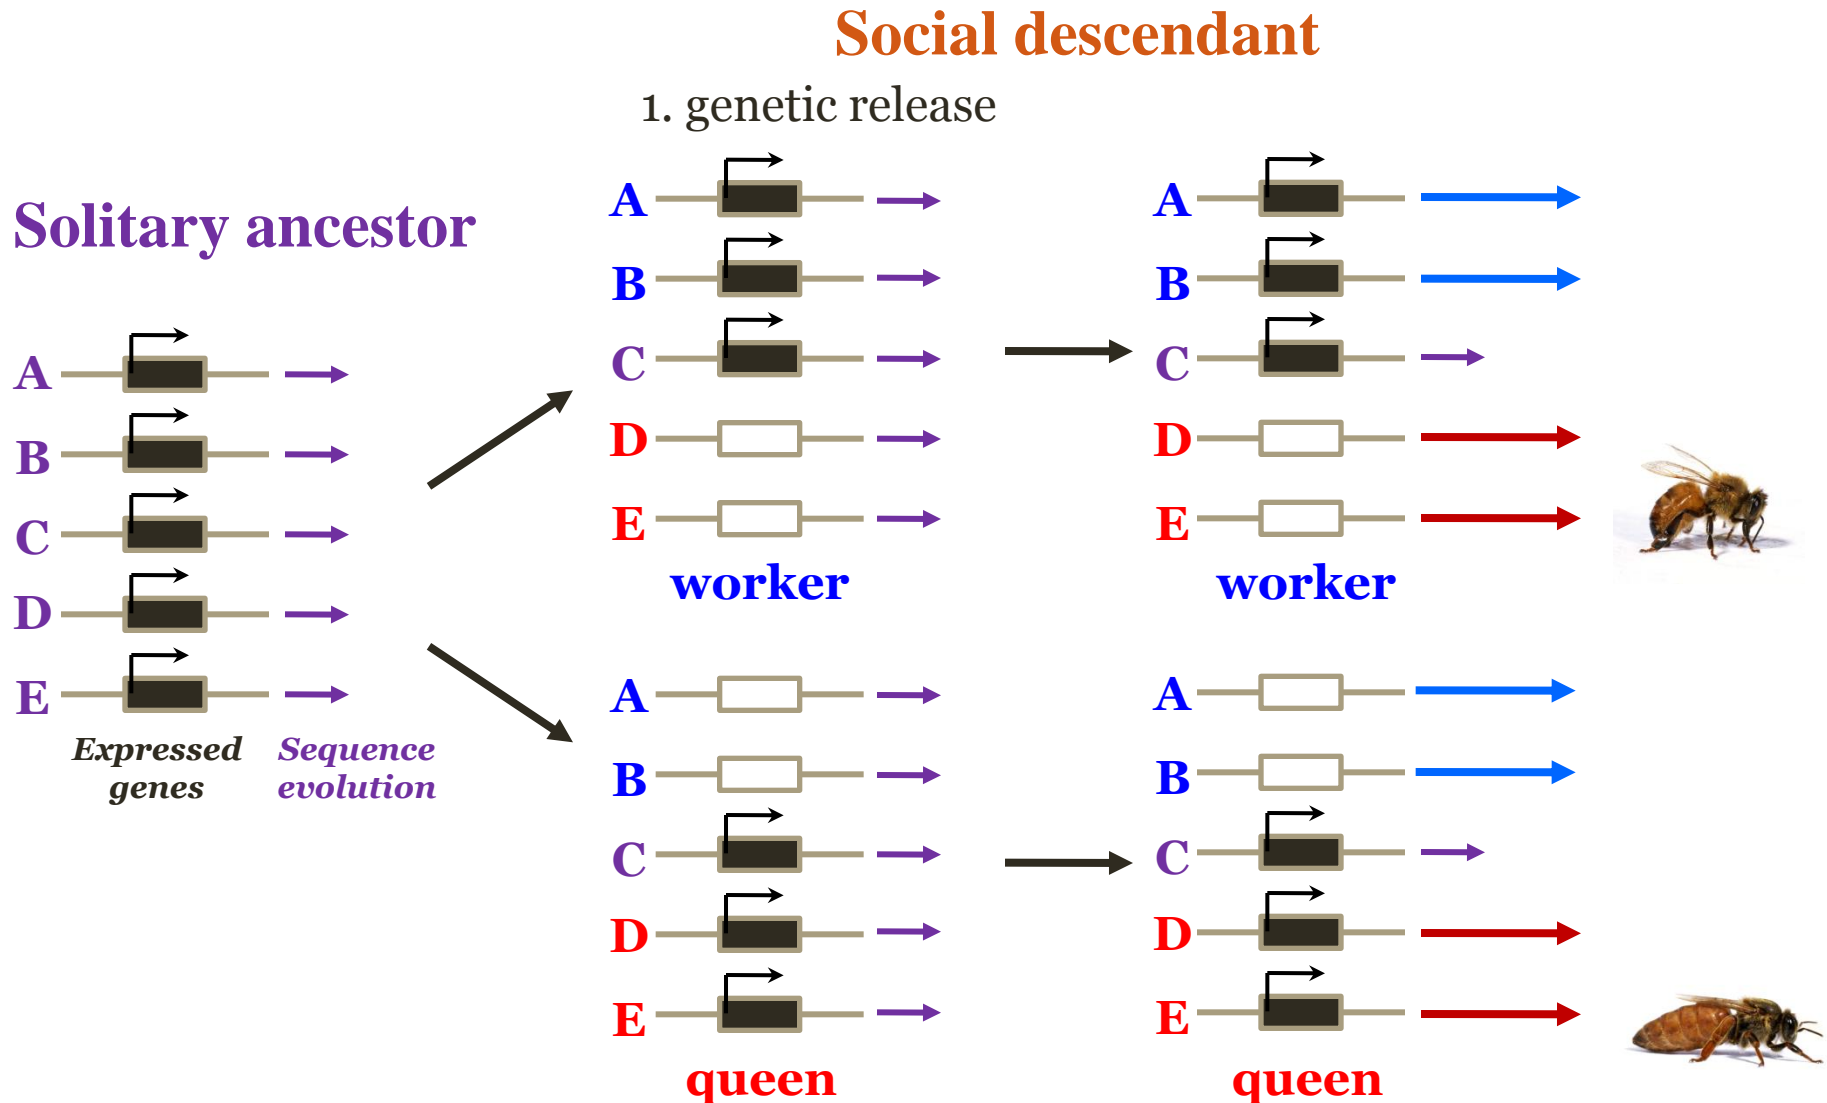 Social descendant
1. genetic release
Solitary ancestor
A
B
C
D
E
Expressed
genes
Sequence
evolution
A
B
C
D
E
worker
A
B
C
D
E
queen
A
B
C
D
E
worker
A
B
C
D
E
queen